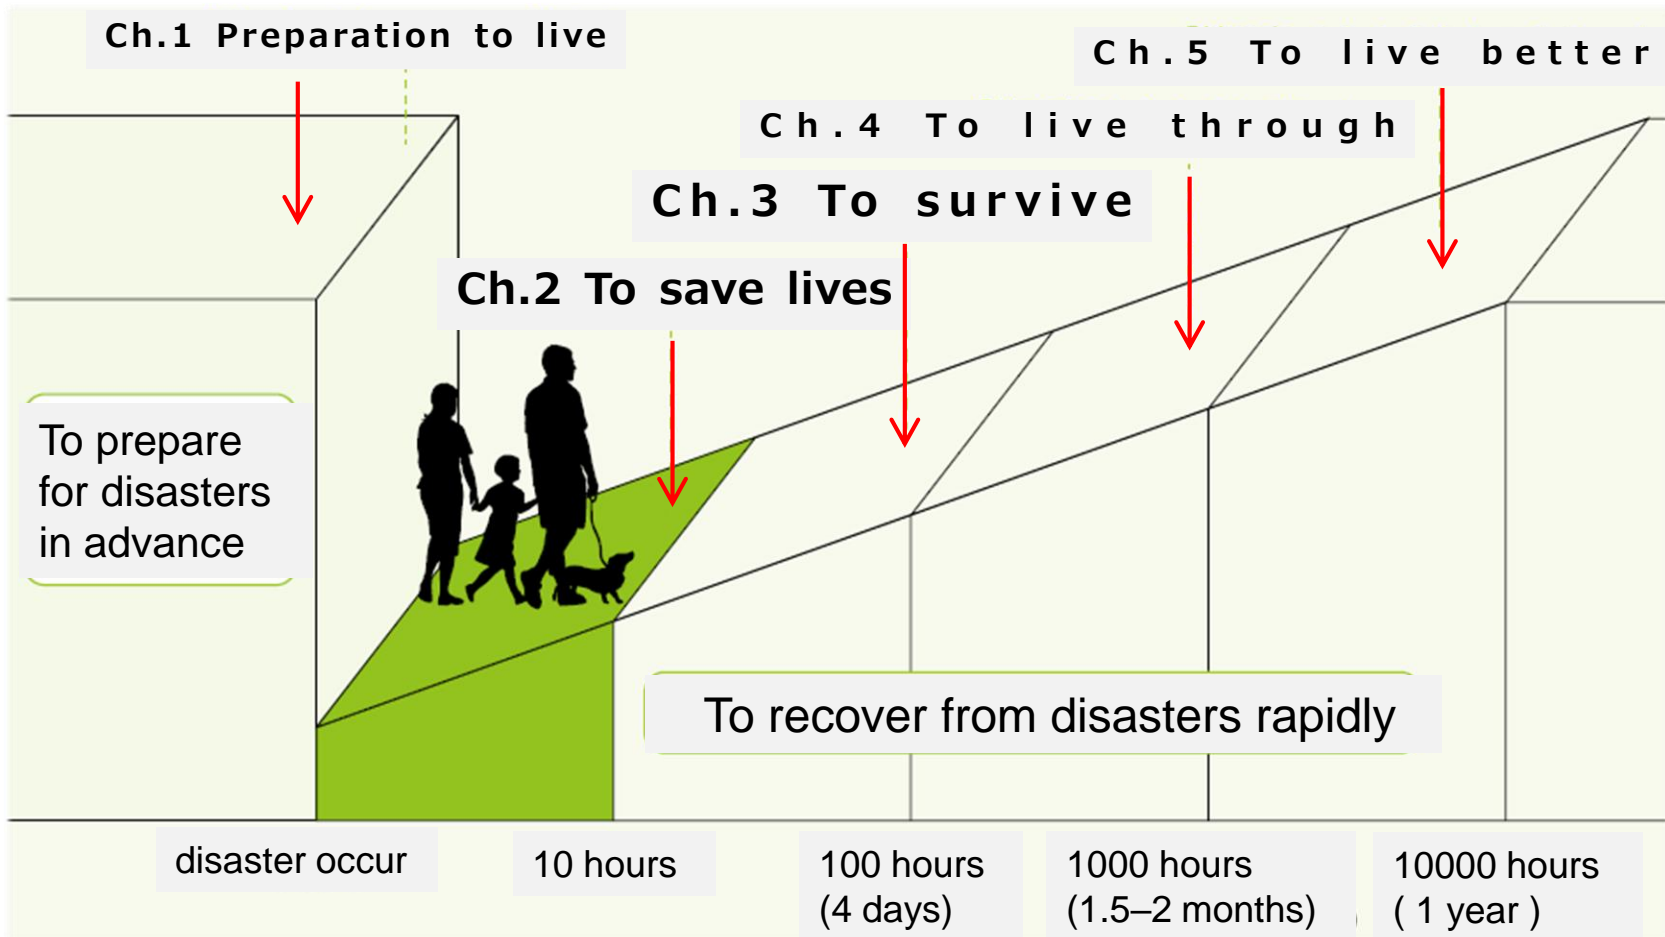 Ch.1 Preparation to live
Ch.5 To live better
Ch.4 To live through
Ch.3 To survive
Ch.2 To save lives
To prepare
for disasters
in advance
To recover from disasters rapidly
disaster occur
10 hours
100 hours
(4 days)
1000 hours
(1.5–2 months)
10000 hours
( 1 year )